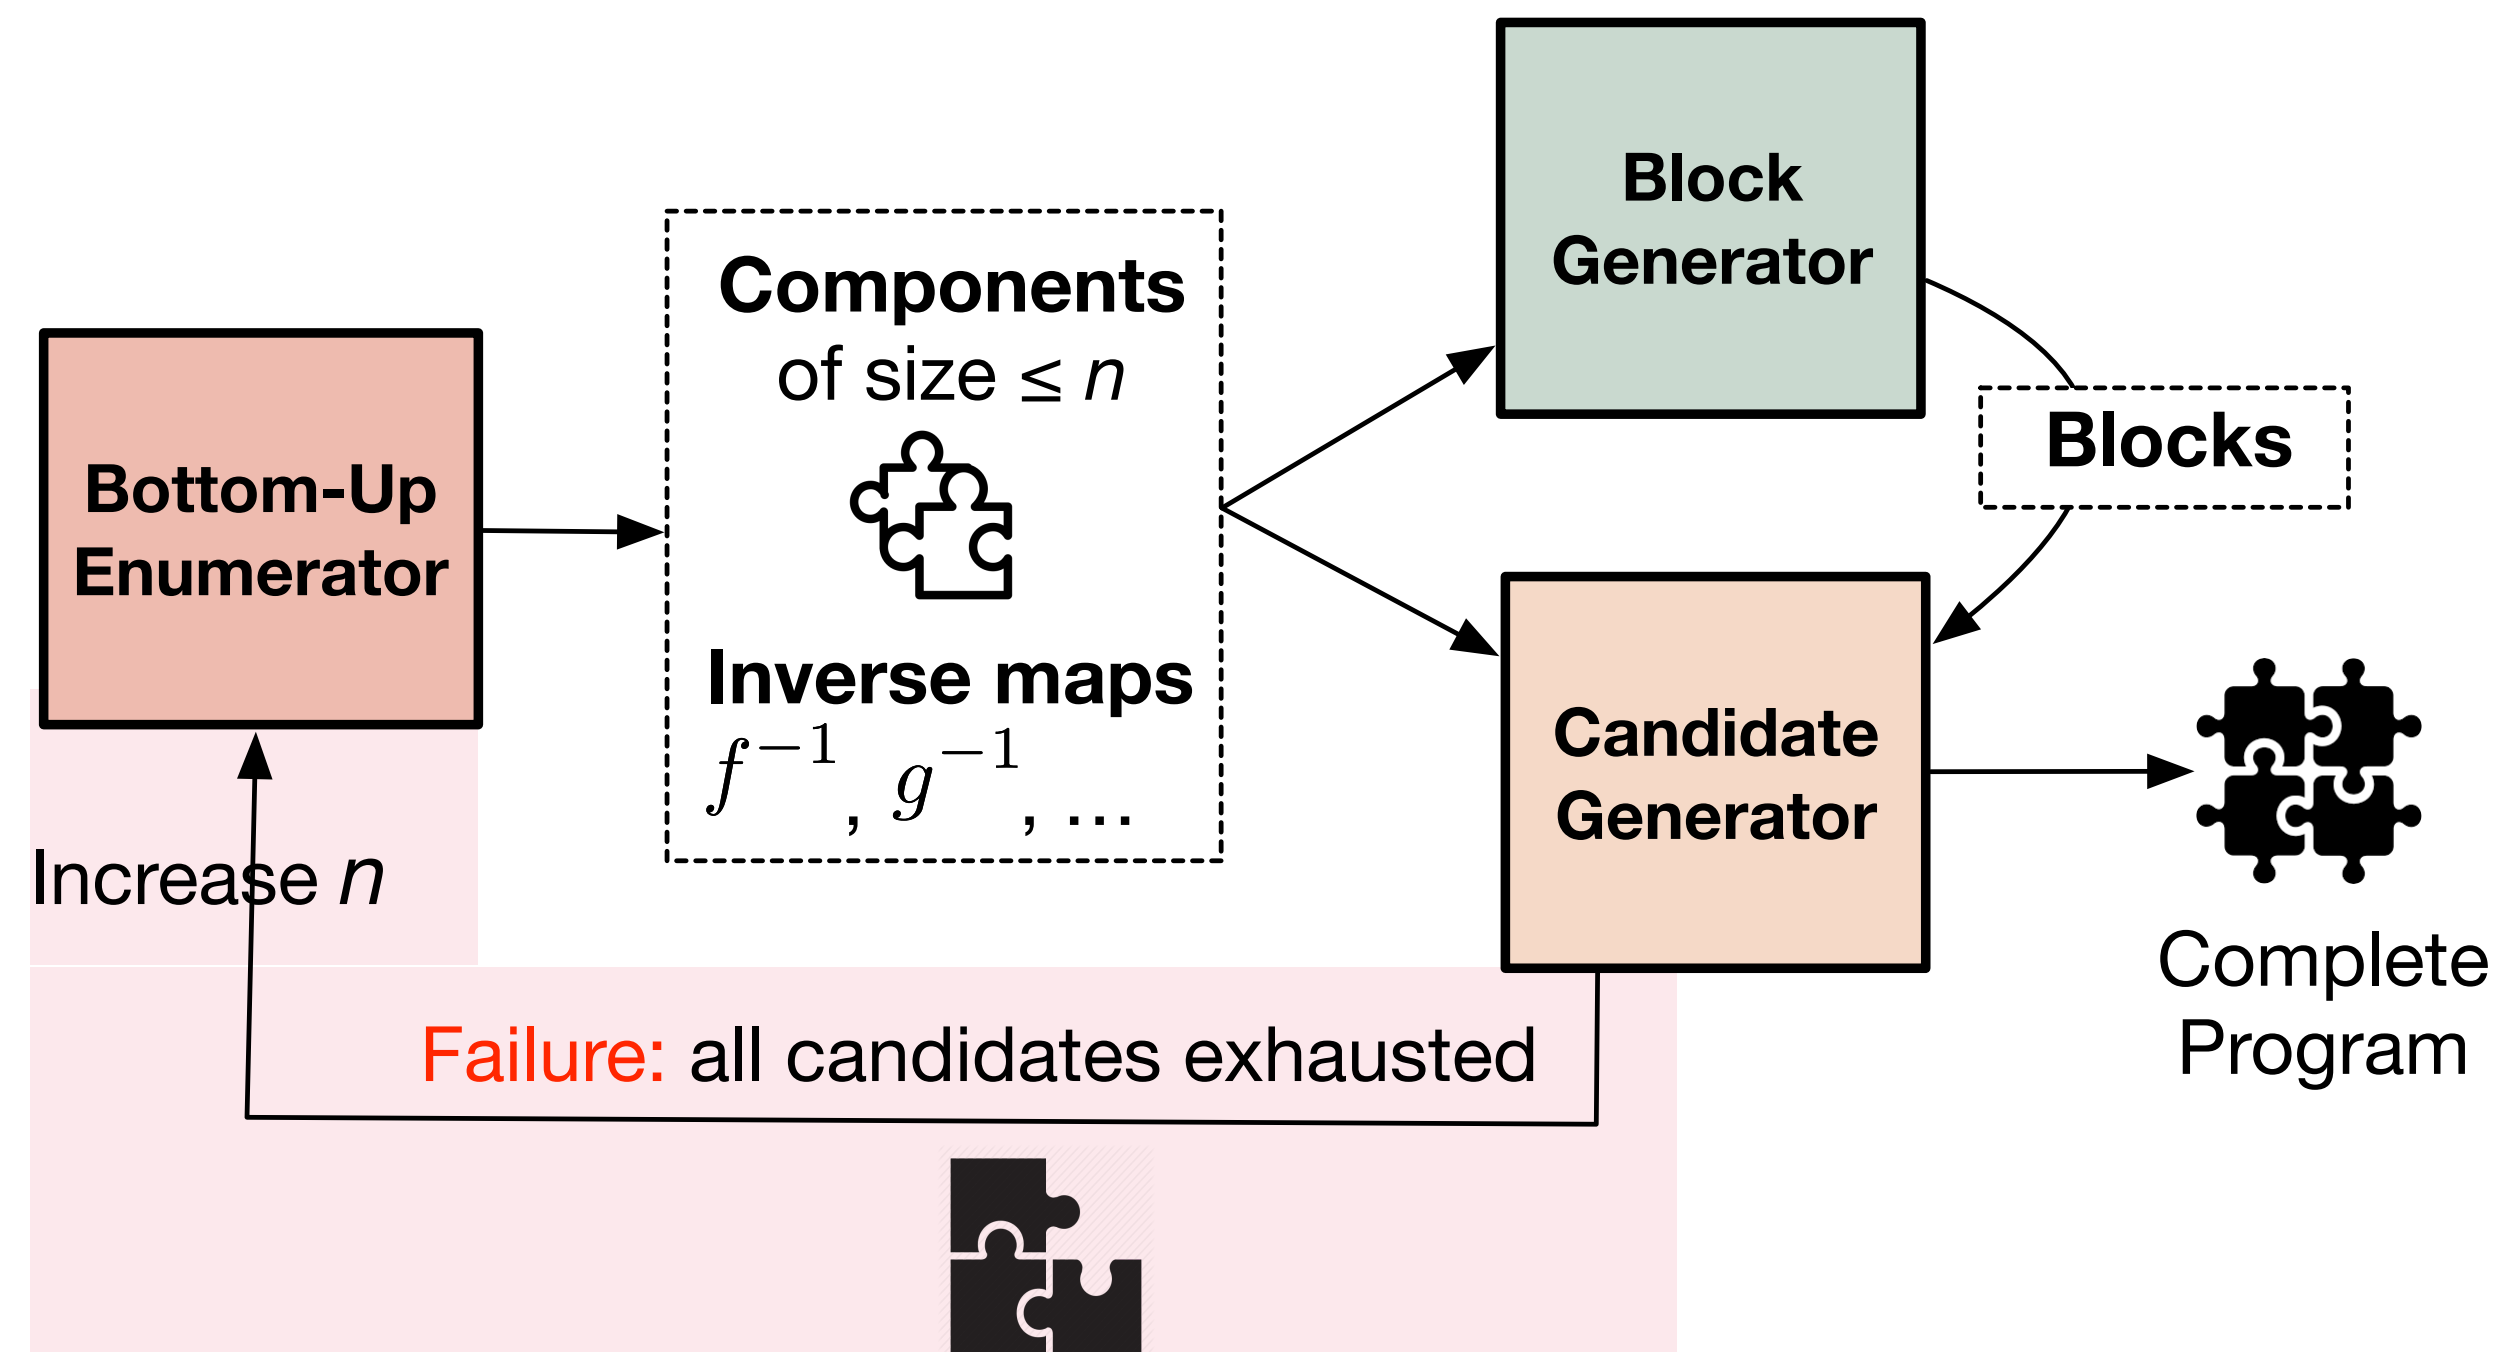 Bottom-Up
Enumerator
Components
of size ≤ n
Inverse maps
f⁻¹, g⁻¹, ...
Block
Generator
Blocks
Candidate
Generator
Complete
Program
Increase n
Failure: all candidates exhausted